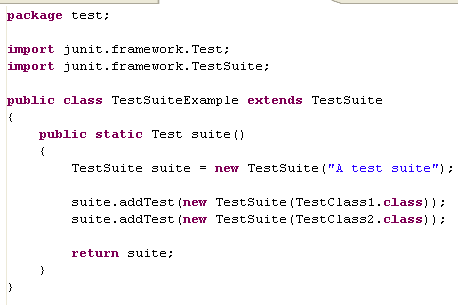 package test;
import junit.framework.Test;
import junit.framework.TestSuite;
public class TestSuiteExample extends TestSuite
{
    public static Test suite()
    {
        TestSuite suite = new TestSuite("A test suite");
        suite.addTest(new TestSuite(TestClass1.class));
        suite.addTest(new TestSuite(TestClass2.class));
        return suite;
    }
}